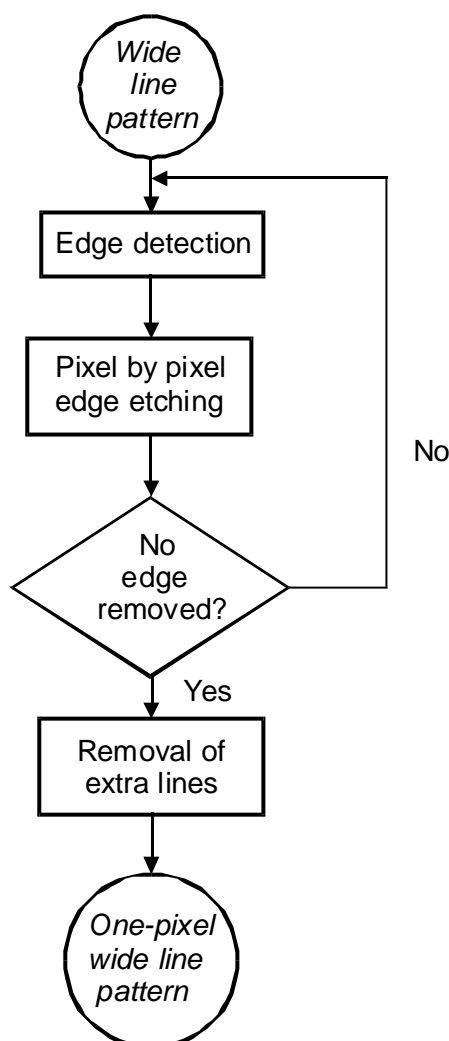 Wide
line
pattern
Edge detection
Pixel by pixel
edge etching
No
No
edge
removed?
Yes
Removal of
extra lines
One-pixel
wide line
pattern